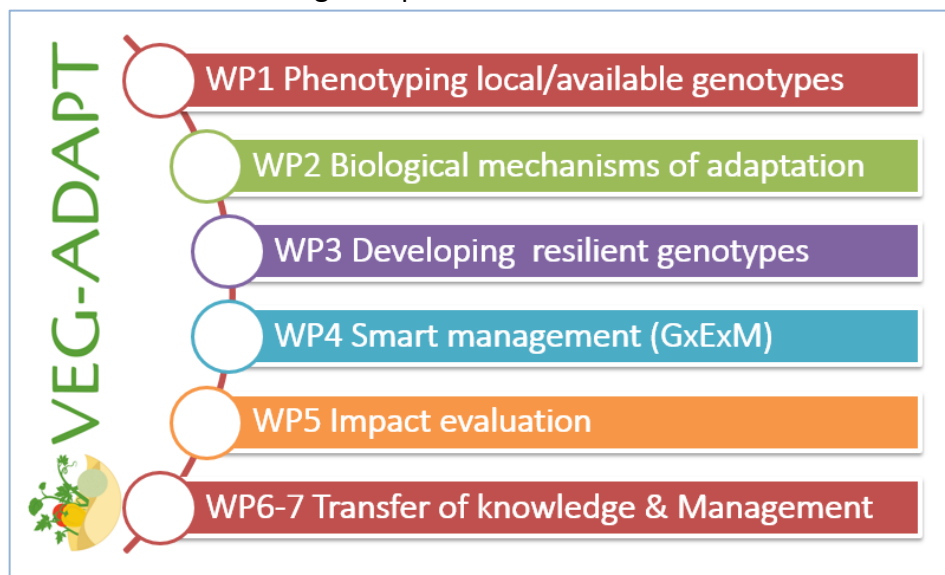 VEG-ADAPT
WP1 Phenotyping local/available genotypes
WP2 Biological mechanisms of adaptation
WP3 Developing  resilient genotypes
WP4 Smart management (GxExM)
WP5 Impact evaluation
WP6-7 Transfer of knowledge & Management